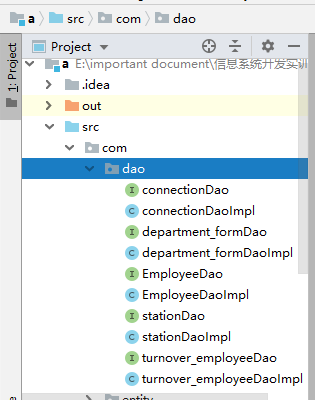 a src com dao
1: Project
Project
a E:\important document\信息系统开发实训
.idea
out
src
com
dao
connectionDao
connectionDaoImpl
department_formDao
department_formDaoImpl
EmployeeDao
EmployeeDaoImpl
stationDao
stationDaoImpl
turnover_employeeDao
turnover_employeeDaoImpl
entity